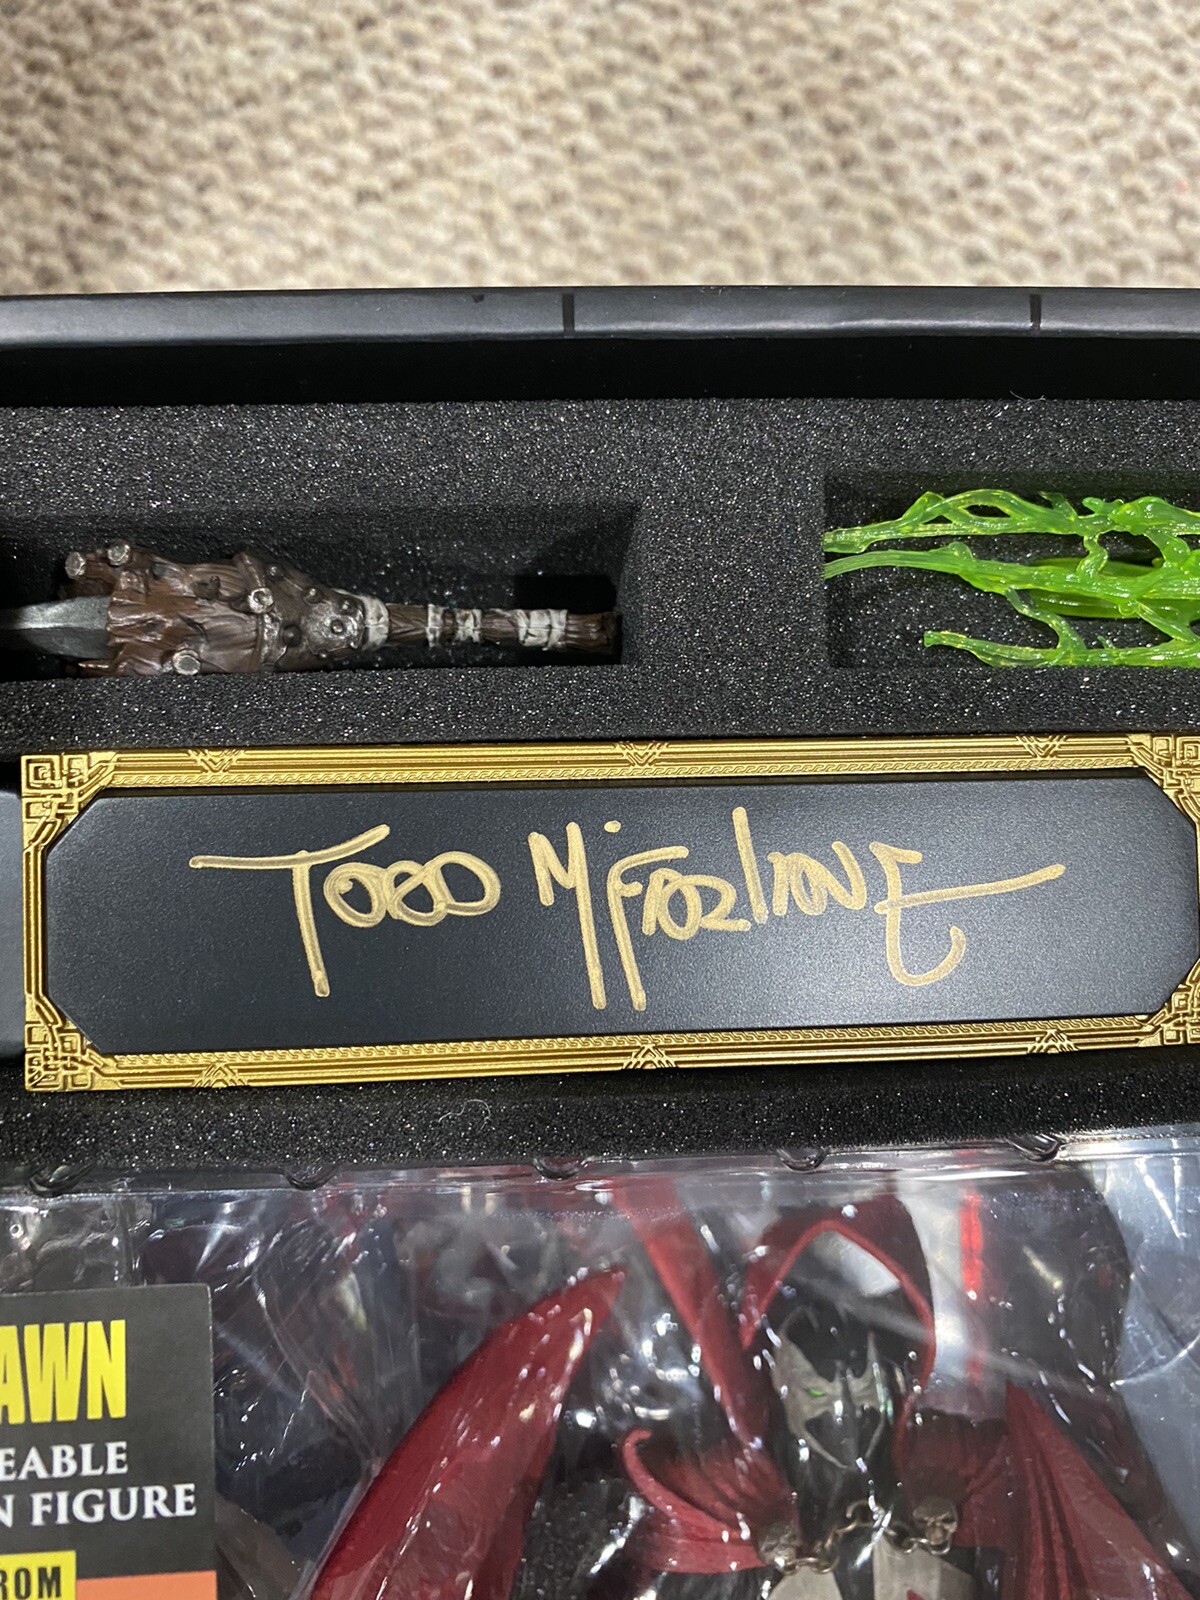 TODD McFARLANE
AWN
EABLE
N FIGURE
ROM